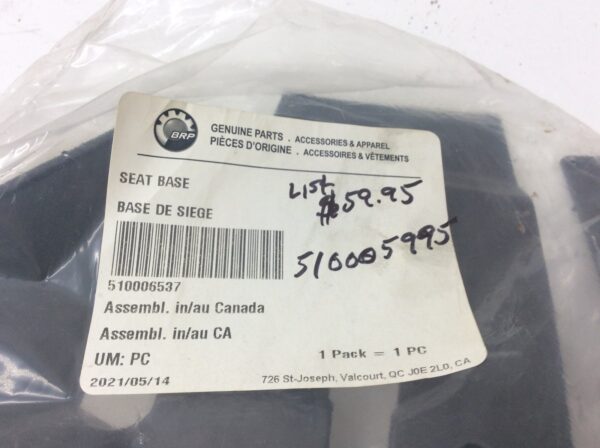 BRP
GENUINE PARTS . ACCESSORIES & APPAREL
PIÈCES D'ORIGINE . ACCESSOIRES & VÊTEMENTS
SEAT BASE
List
$59.95
BASE DE SIEGE
510005995
510006537
Assembl. in/au Canada
Assembl. in/au CA
UM: PC
1 Pack = 1 PC
2021/05/14
726 St-Joseph, Valcourt, QC J0E 2L0, CA